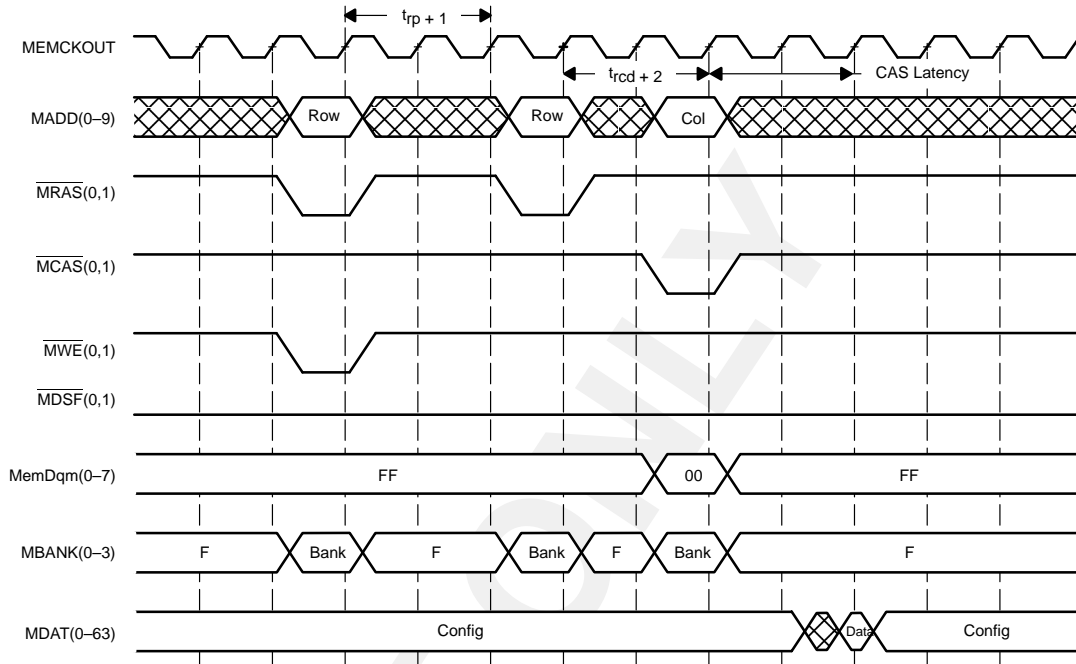 t_rp + 1
MEMCKOUT
t_rcd + 2
CAS Latency
MADD(0–9)
Row
Row
Col
MRAS(0,1)
MCAS(0,1)
MWE(0,1)
MDSF(0,1)
MemDqm(0–7)
FF
00
FF
MBANK(0–3)
F
Bank
F
Bank
F
Bank
F
MDAT(0–63)
Config
Data
Config
ONLY